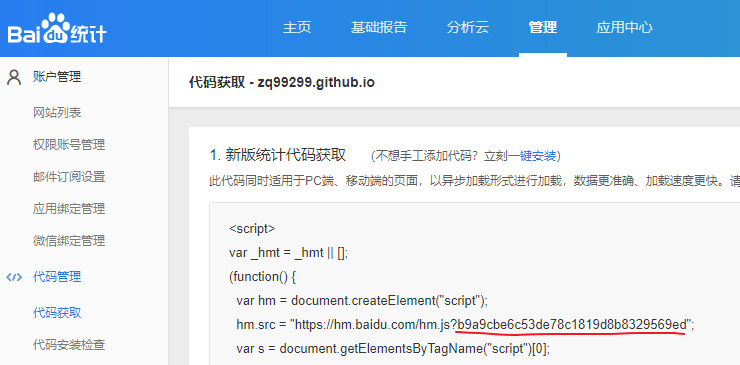 Bai du 统计
主页 基础报告 分析云 管理 应用中心
账户管理
网站列表
权限账号管理
邮件订阅设置
应用绑定管理
微信绑定管理
代码管理
代码获取
代码安装检查
代码获取 - zq99299.github.io
1. 新版统计代码获取 （不想手工添加代码？立刻一键安装）
此代码同时适用于PC端、移动端的页面，以异步加载形式进行加载，数据更准确、加载速度更快。请
<script>
var _hmt = _hmt || [];
(function() {
var hm = document.createElement("script");
hm.src = "https://hm.baidu.com/hm.js?b9a9cbe6c53de78c1819d8b8329569ed";
var s = document.getElementsByTagName("script")[0];